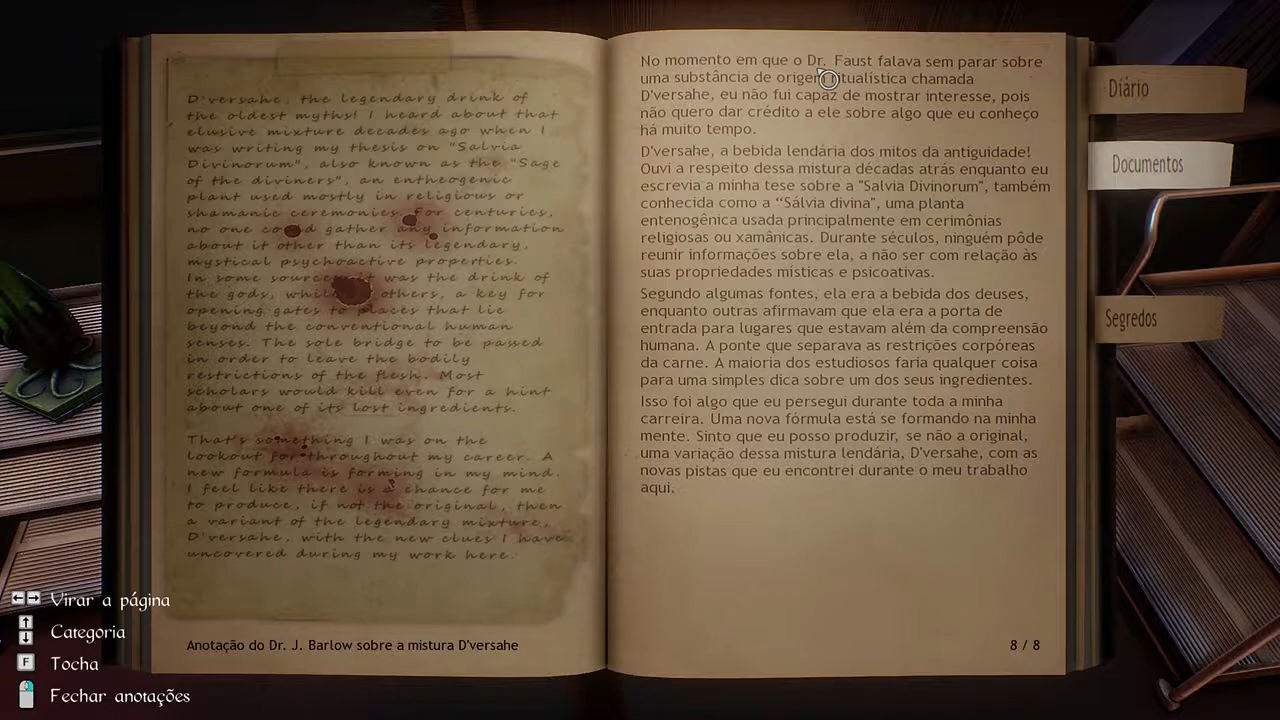 D'versahe, the legendary drink of
the oldest myths! I heard about that
elusive mixture decades ago when I
was writing my thesis on "Salvia
Divinorum", also known as the "Sage
of the diviners", an entheogenic
plant used mostly in religious or
shamanic ceremonies. For centuries,
no one could gather any information
about it other than its legendary,
mystical psychoactive properties.
In some sources it was the drink of
the gods, while others, a key for
opening gates to places that lie
beyond the conventional human
senses. The sole bridge to be passed
in order to leave the bodily
restrictions of the flesh. Most
scholars would kill even for a hint
about one of its lost ingredients.
That's something I was on the
lookout for throughout my career. A
new formula is forming in my mind.
I feel like there is a chance for me
to produce, if not the original, then
a variant of the legendary mixture,
D'versahe, with the new clues I have
uncovered during my work here.
Anotação do Dr. J. Barlow sobre a mistura D'versahe
No momento em que o Dr. Faust falava sem parar sobre
uma substância de origem ritualística chamada
D'versahe, eu não fui capaz de mostrar interesse, pois
não quero dar crédito a ele sobre algo que eu conheço
há muito tempo.
D'versahe, a bebida lendária dos mitos da antiguidade!
Ouvi a respeito dessa mistura décadas atrás enquanto eu
escrevia a minha tese sobre a "Salvia Divinorum", também
conhecida como a “Sálvia divina", uma planta
entenogênica usada principalmente em cerimônias
religiosas ou xamânicas. Durante séculos, ninguém pôde
reunir informações sobre ela, a não ser com relação às
suas propriedades místicas e psicoativas.
Segundo algumas fontes, ela era a bebida dos deuses,
enquanto outras afirmavam que ela era a porta de
entrada para lugares que estavam além da compreensão
humana. A ponte que separava as restrições corpóreas
da carne. A maioria dos estudiosos faria qualquer coisa
para uma simples dica sobre um dos seus ingredientes.
Isso foi algo que eu persegui durante toda a minha
carreira. Uma nova fórmula está se formando na minha
mente. Sinto que eu posso produzir, se não a original,
uma variação dessa mistura lendária, D'versahe, com as
novas pistas que eu encontrei durante o meu trabalho
aqui.
8 / 8
Diário
Documentos
Segredos
Virar a página
Categoria
F Tocha
Fechar anotações